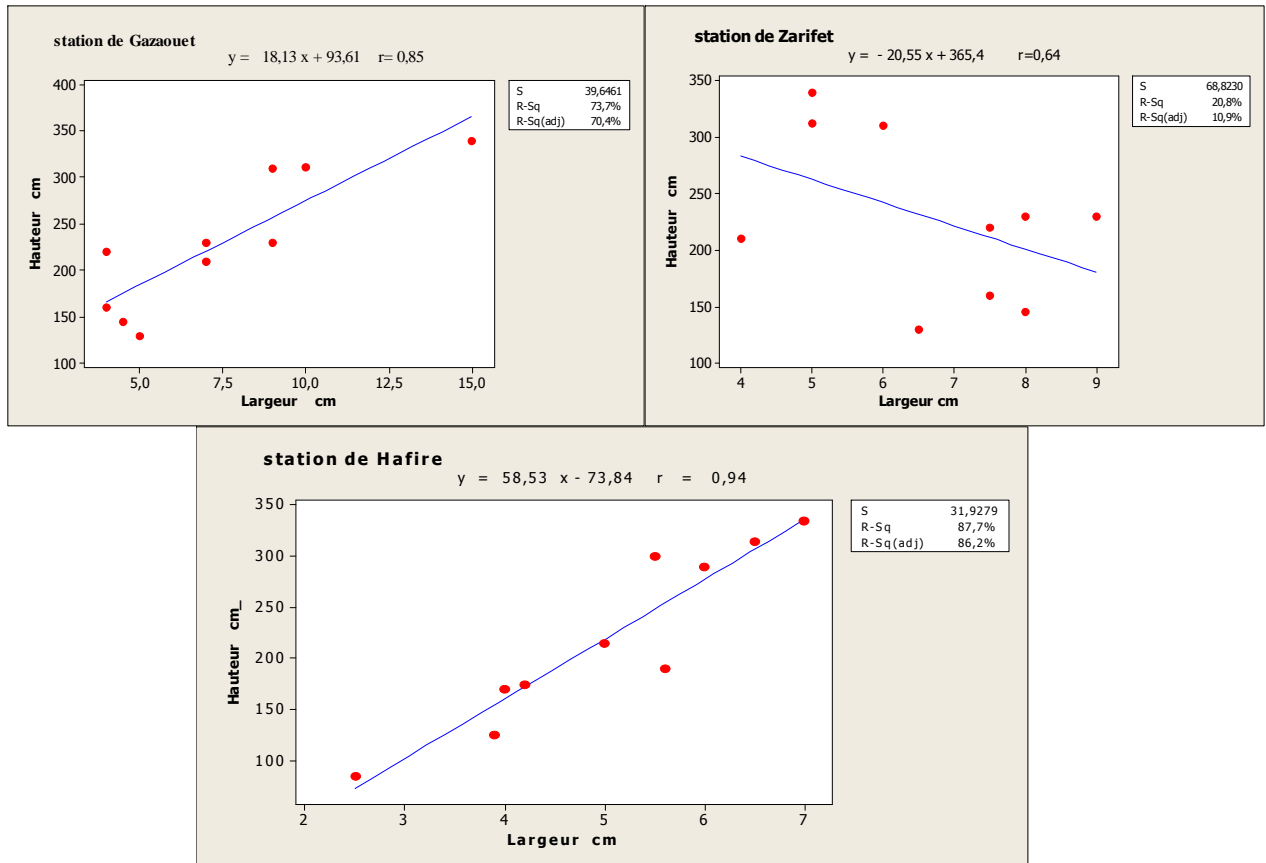 station de Gazaouet
y = 18,13 x + 93,61 r= 0,85
S 39,6461
R-Sq 73,7%
R-Sq(adj) 70,4%
400
350
300
250
200
150
100
Hauteur cm
5,0 7,5 10,0 12,5 15,0
Largeur cm
station de Zarifet
y = - 20,55 x + 365,4 r=0,64
S 68,8230
R-Sq 20,8%
R-Sq(adj) 10,9%
350
300
250
200
150
100
Hauteur cm
4 5 6 7 8 9
Largeur cm
station de Hafire
y = 58,53 x - 73,84 r = 0,94
S 31,9279
R-Sq 87,7%
R-Sq(adj) 86,2%
350
300
250
200
150
100
Hauteur cm_
2 3 4 5 6 7
Largeur cm